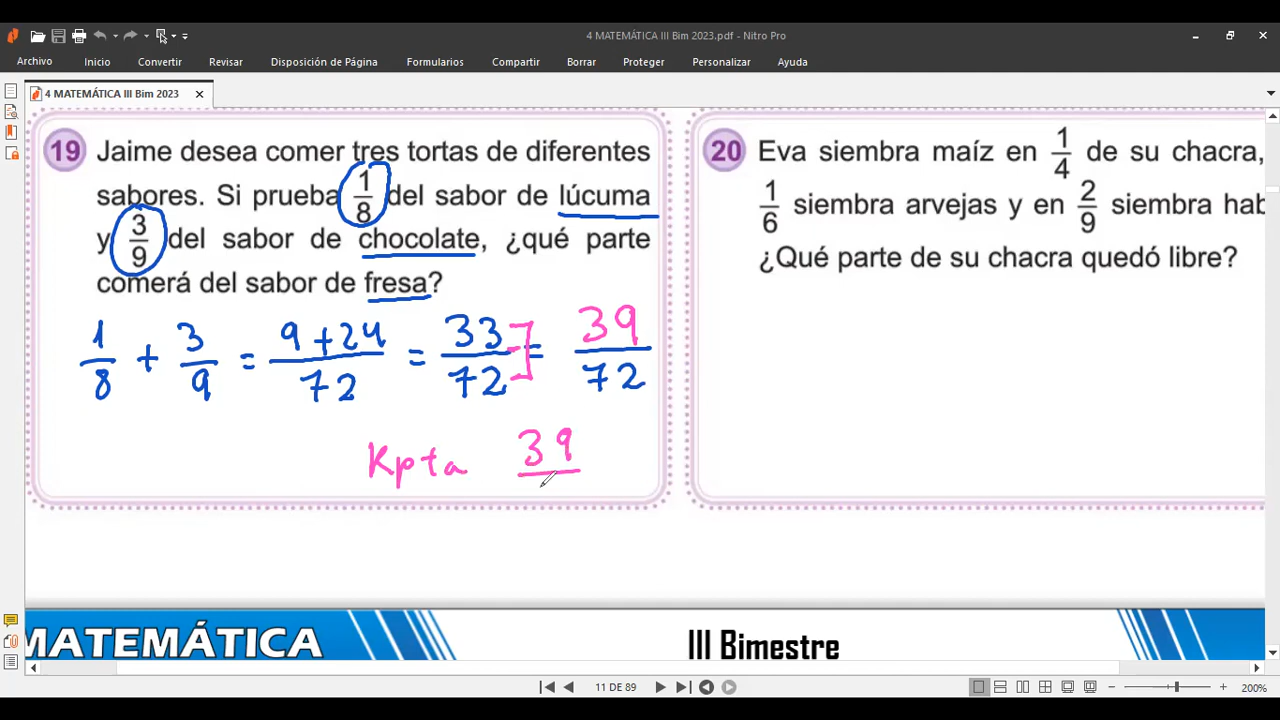 4 MATEMÁTICA III Bim 2023.pdf - Nitro Pro
Archivo Inicio Convertir Revisar Disposición de Página Formularios Compartir Borrar Proteger Personalizar Ayuda
4 MATEMÁTICA III Bim 2023
19 Jaime desea comer tres tortas de diferentes
sabores. Si prueba 1/8 del sabor de lúcuma
y 3/9 del sabor de chocolate, ¿qué parte
comerá del sabor de fresa?
1/8 + 3/9 = 9+24/72 = 33/72 = 39/72
Rpta 39
20 Eva siembra maíz en 1/4 de su chacra,
1/6 siembra arvejas y en 2/9 siembra hab
¿Qué parte de su chacra quedó libre?
MATEMÁTICA
III Bimestre
11 DE 89
200%